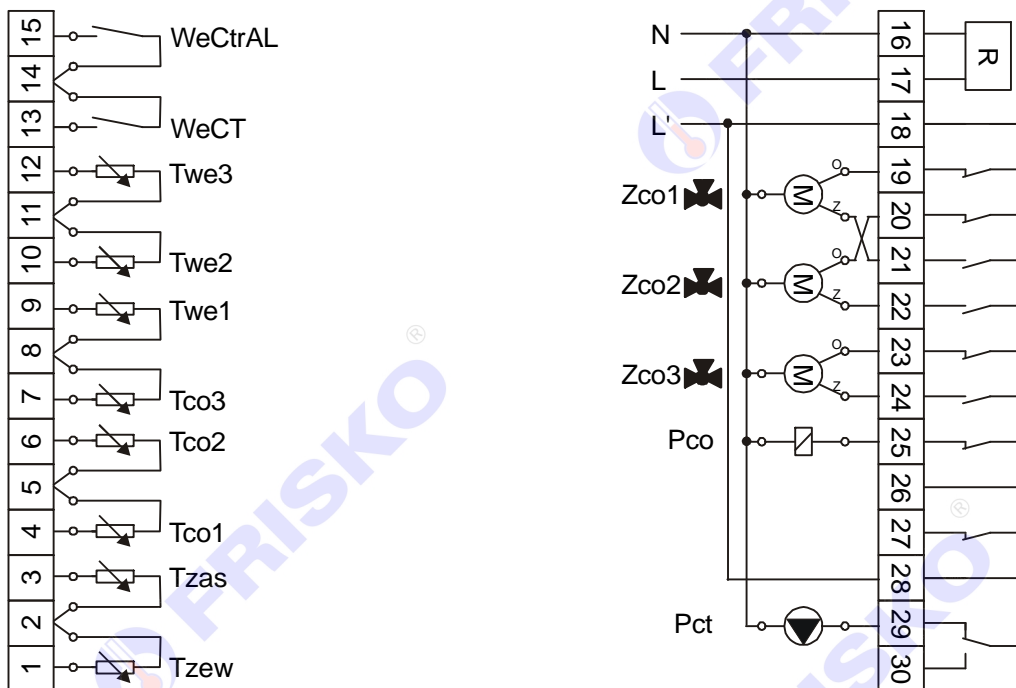 15
WeCtrAL
14
13
WeCT
12
Twe3
11
10
Twe2
9
Twe1
8
7
Tco3
6
Tco2
5
4
Tco1
3
Tzas
2
1
Tzew
N
16
R
L
17
L'
18
Zco1
M
O
Z
19
20
Zco2
M
O
Z
21
22
Zco3
M
O
Z
23
24
Pco
25
26
27
28
Pct
29
30
FRISKO ®
FRISKO ®
FRI